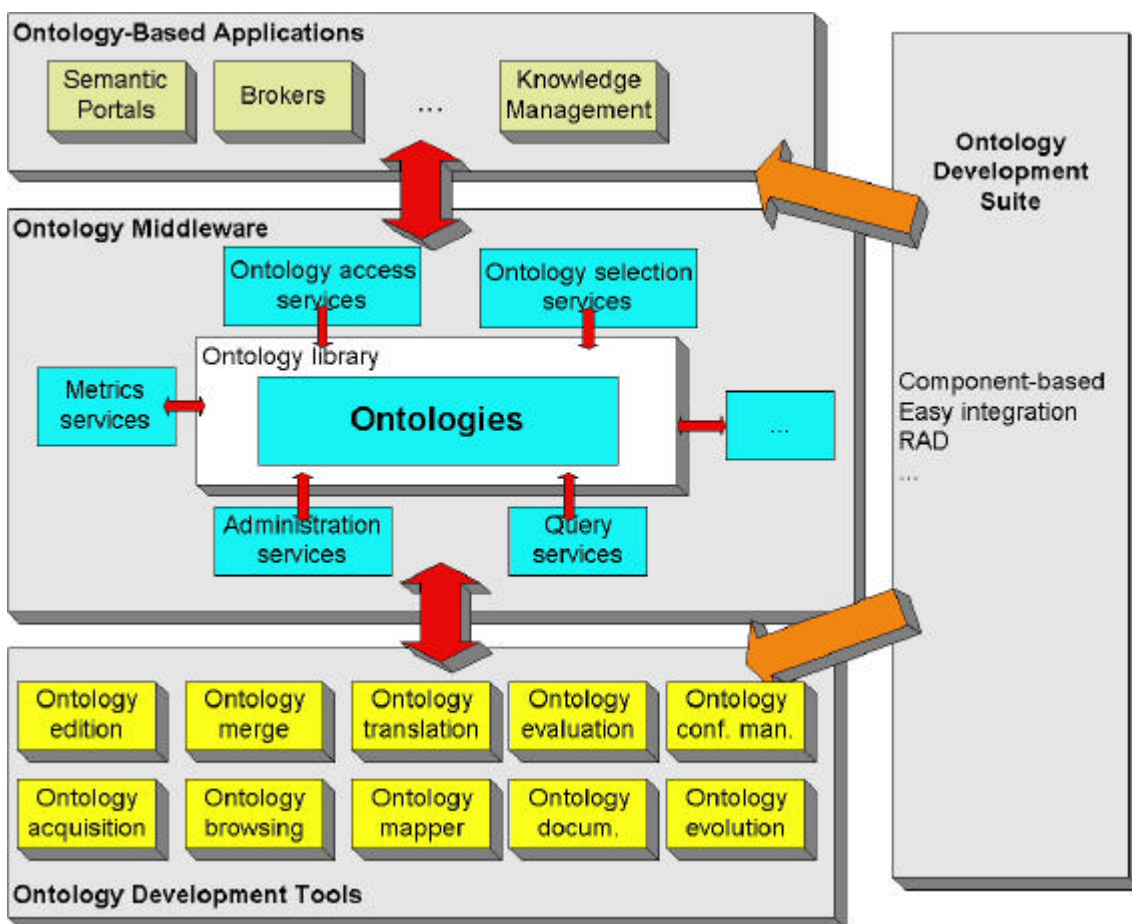 Ontology-Based Applications
Semantic
Portals
Brokers
...
Knowledge
Management
Ontology
Development
Suite
Component-based
Easy integration
RAD
...
Ontology Middleware
Ontology access
services
Ontology selection
services
Ontology library
Metrics
services
Ontologies
...
Administration
services
Query
services
Ontology
edition
Ontology
merge
Ontology
translation
Ontology
evaluation
Ontology
conf. man.
Ontology
acquisition
Ontology
browsing
Ontology
mapper
Ontology
docum.
Ontology
evolution
Ontology Development Tools